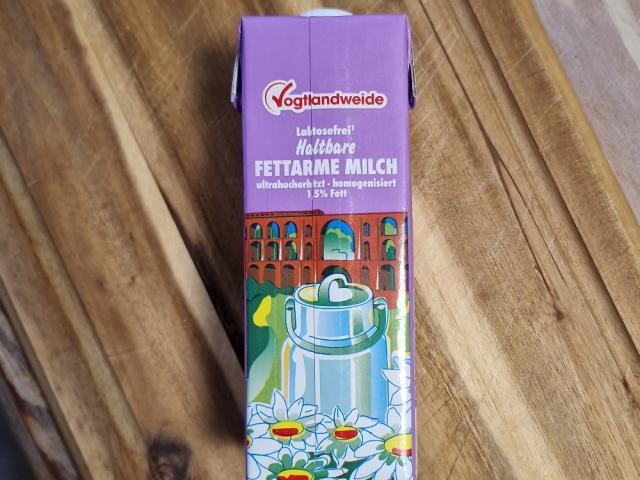 Vogtlandweide
Laktosefrei¹
Haltbare
FETTARME MILCH
ultrahocherhitzt · homogenisiert
1,5% Fett